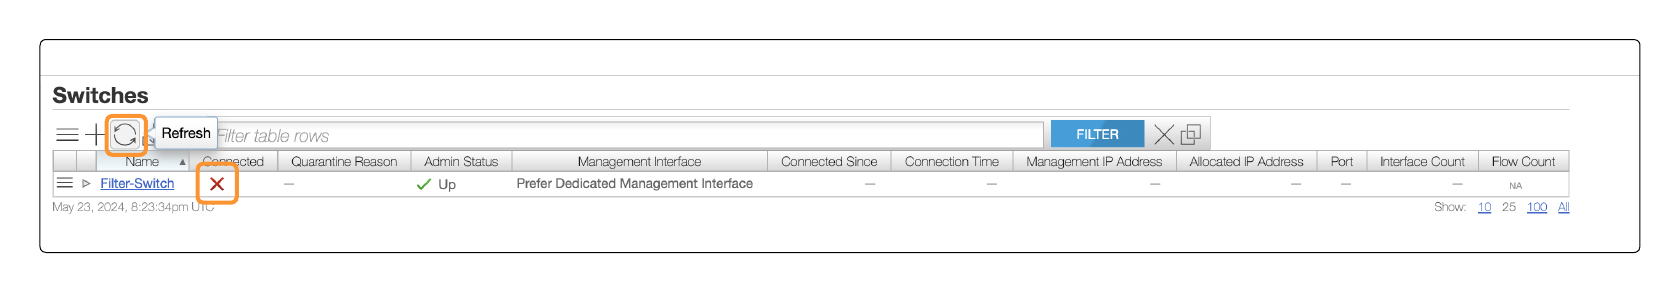 Switches
Refresh Filter table rows FILTER
Name Connected Quarantine Reason Admin Status Management Interface Connected Since Connection Time Management IP Address Allocated IP Address Port Interface Count Flow Count
Filter-Switch — Up Prefer Dedicated Management Interface — — — — — — NA
May 23, 2024, 8:23:34pm UTC Show: 10 25 100 All